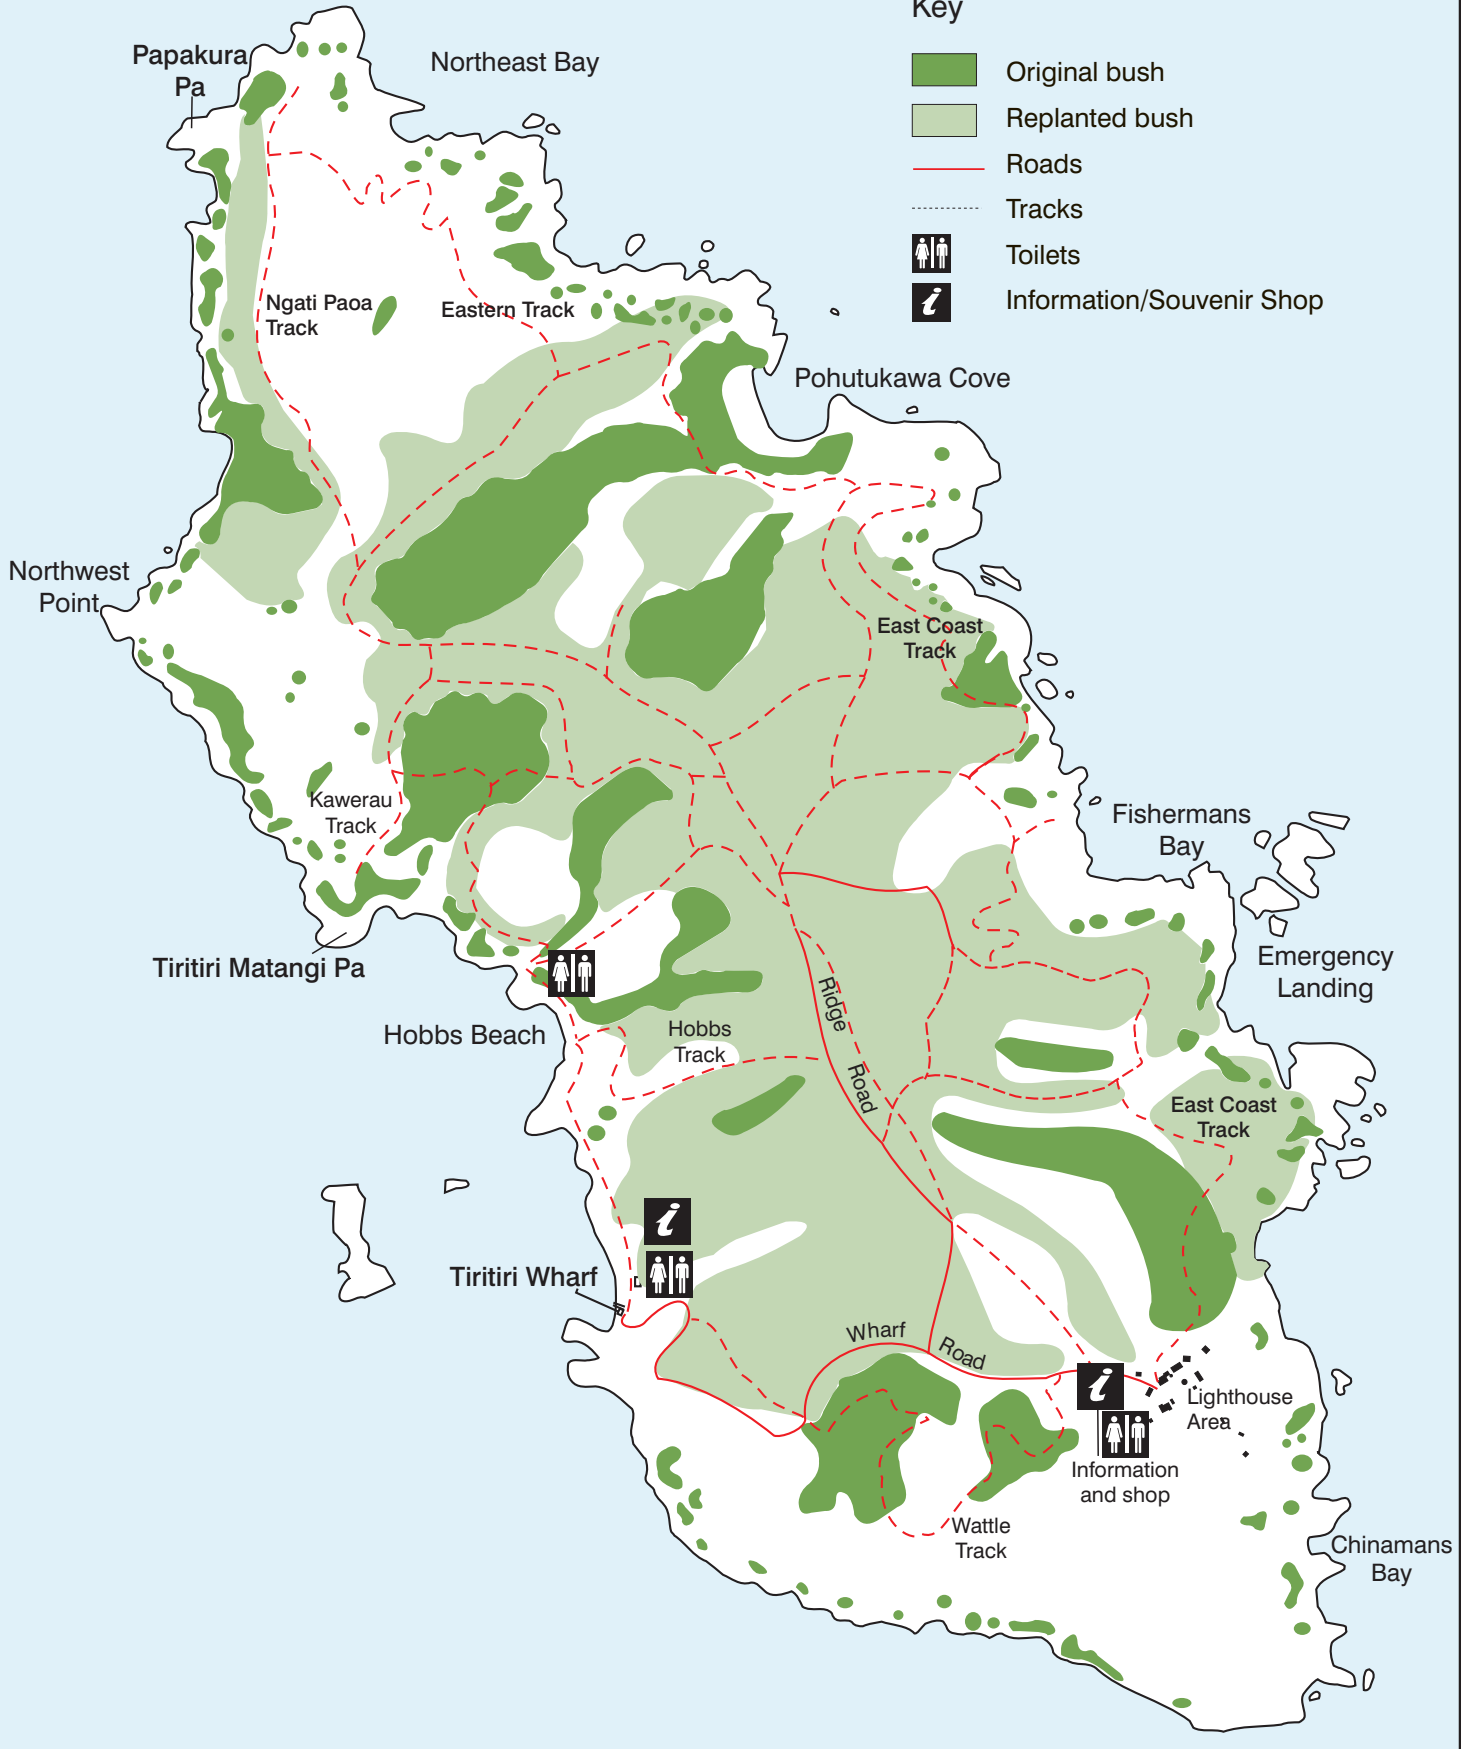 Key
Original bush
Replanted bush
Roads
Tracks
Toilets
i
Information/Souvenir Shop
Papakura
Pa
Northeast Bay
Ngati Paoa
Track
Eastern Track
Pohutukawa Cove
Northwest
Point
East Coast
Track
Kawerau
Track
Fishermans
Bay
Tiritiri Matangi Pa
Emergency
Landing
Hobbs Beach
Hobbs
Track
Ridge
Road
East Coast
Track
i
Tiritiri Wharf
Wharf
Road
i
Lighthouse
Area
Information
and shop
Wattle
Track
Chinamans
Bay